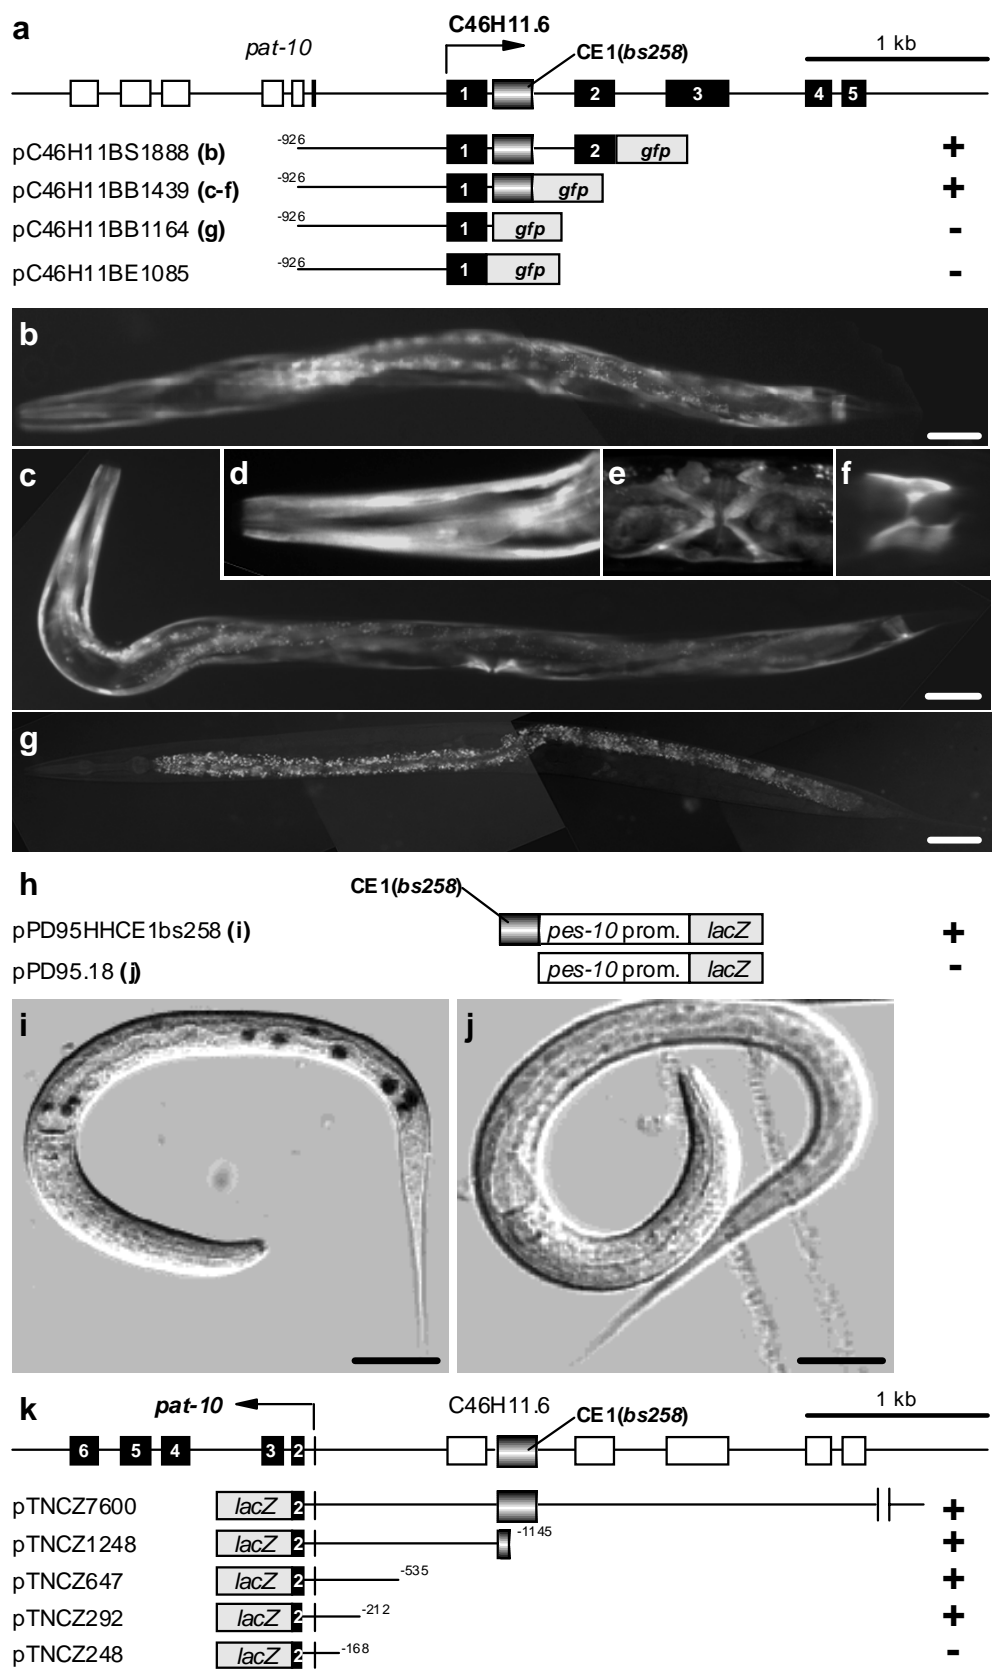 a
C46H11.6
pat-10
CE1(bs258)
1 kb
1 2 3 4 5
pC46H11BS1888 (b) -926 1 2 gfp +
pC46H11BB1439 (c-f) -926 1 gfp +
pC46H11BB1164 (g) -926 1 gfp -
pC46H11BE1085 -926 1 gfp -
b
c d e f
g
h
CE1(bs258)
pPD95HHCE1bs258 (i) pes-10 prom. lacZ +
pPD95.18 (j) pes-10 prom. lacZ -
i j
k pat-10 C46H11.6 CE1(bs258) 1 kb
6 5 4 3 2
pTNCZ7600 lacZ 2 +
pTNCZ1248 lacZ 2 -1145 +
pTNCZ647 lacZ 2 -535 +
pTNCZ292 lacZ 2 -212 +
pTNCZ248 lacZ 2 -168 -